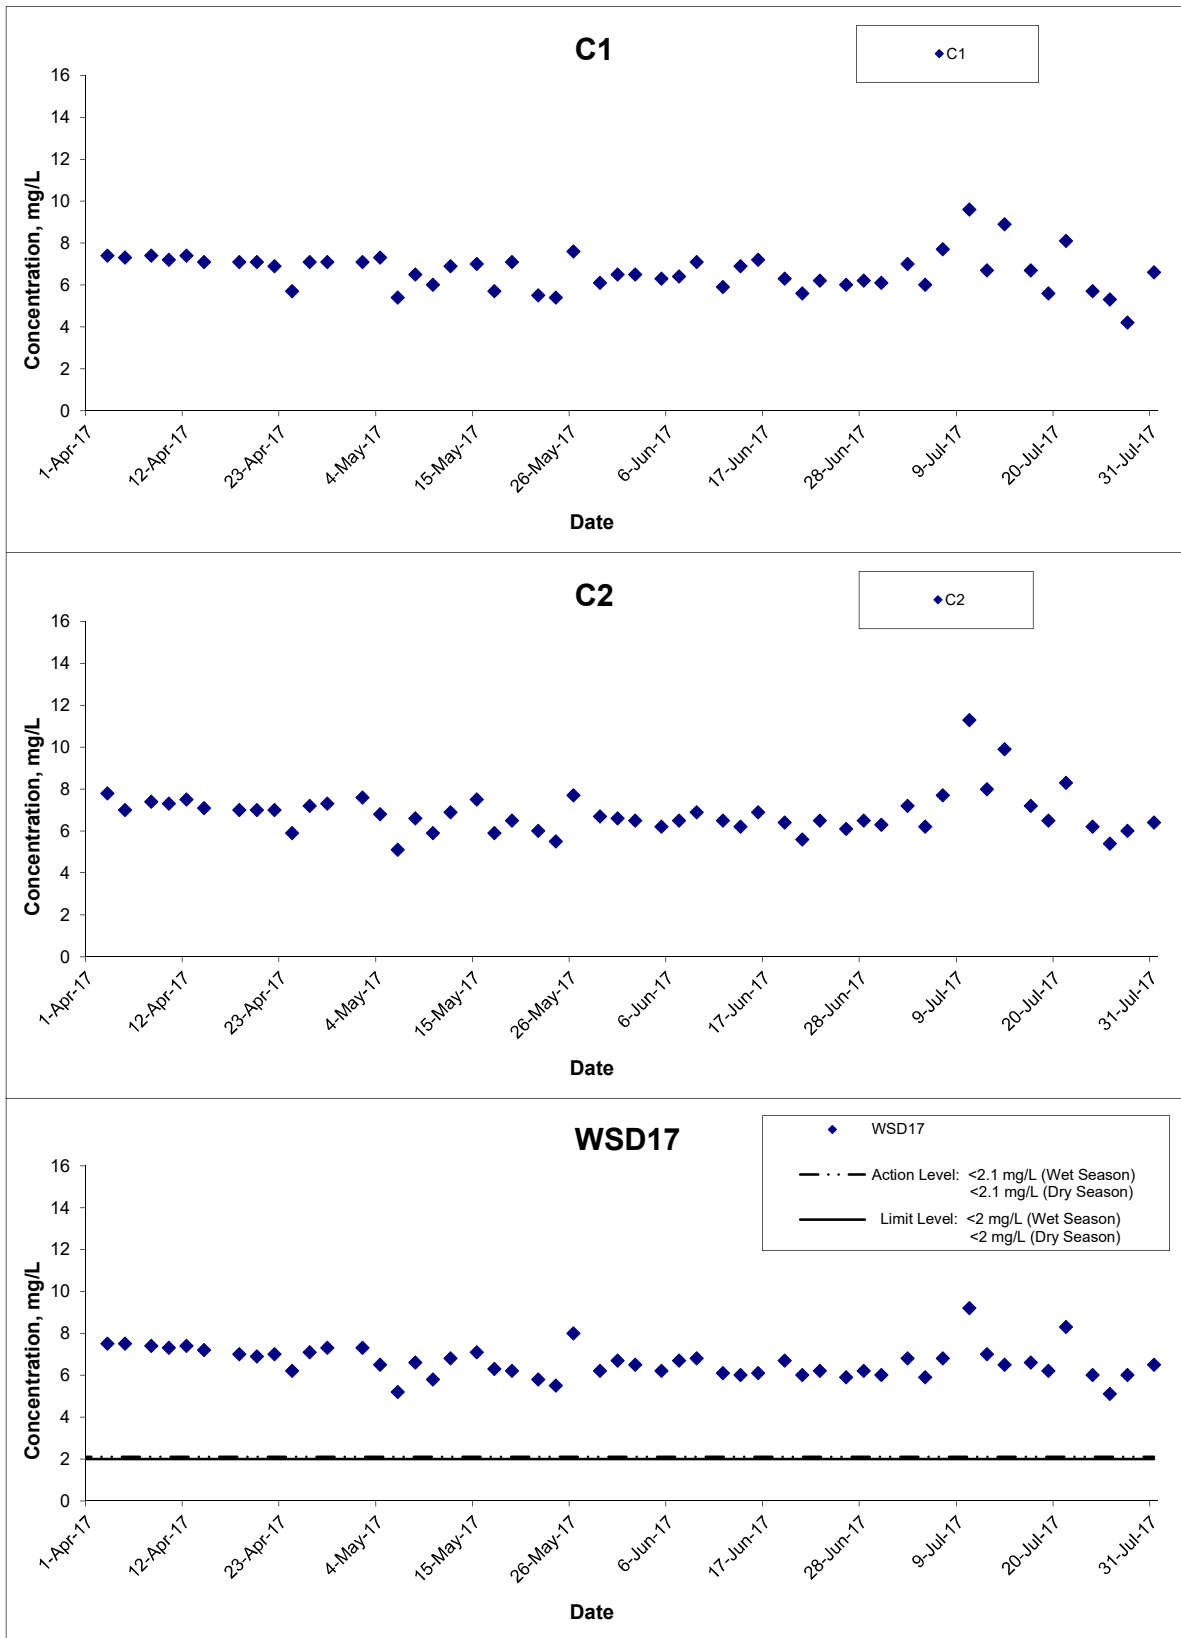 C1
C1
Concentration, mg/L
16
14
12
10
8
6
4
2
0
1-Apr-17
12-Apr-17
23-Apr-17
4-May-17
15-May-17
26-May-17
6-Jun-17
17-Jun-17
28-Jun-17
9-Jul-17
20-Jul-17
31-Jul-17
Date
C2
C2
Concentration, mg/L
16
14
12
10
8
6
4
2
0
1-Apr-17
12-Apr-17
23-Apr-17
4-May-17
15-May-17
26-May-17
6-Jun-17
17-Jun-17
28-Jun-17
9-Jul-17
20-Jul-17
31-Jul-17
Date
WSD17
WSD17
Action Level: <2.1 mg/L (Wet Season)
<2.1 mg/L (Dry Season)
Limit Level: <2 mg/L (Wet Season)
<2 mg/L (Dry Season)
Concentration, mg/L
16
14
12
10
8
6
4
2
0
1-Apr-17
12-Apr-17
23-Apr-17
4-May-17
15-May-17
26-May-17
6-Jun-17
17-Jun-17
28-Jun-17
9-Jul-17
20-Jul-17
31-Jul-17
Date